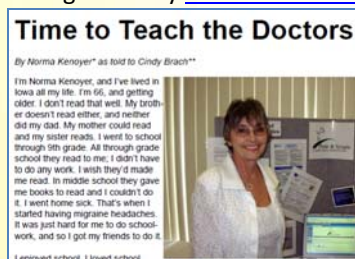 Time to Teach the Doctors
By Norma Kenoyer* as told to Cindy Brach**
I'm Norma Kenoyer, and I've lived in
Iowa all my life. I'm 66, and getting
older. I don't read that well. My broth-
er doesn't read either, and neither
did my dad. My mother could read
and my sister reads. I went to school
through 9th grade. All through grade
school they read to me; I didn't have
to do any work. I wish they'd made
me read. In middle school they gave
me books to read and I couldn't do
it. I went home sick. That's when I
started having migraine headaches.
It was just hard for me to do school-
work, and so I got my friends to do it.
I enjoyed school. I loved school